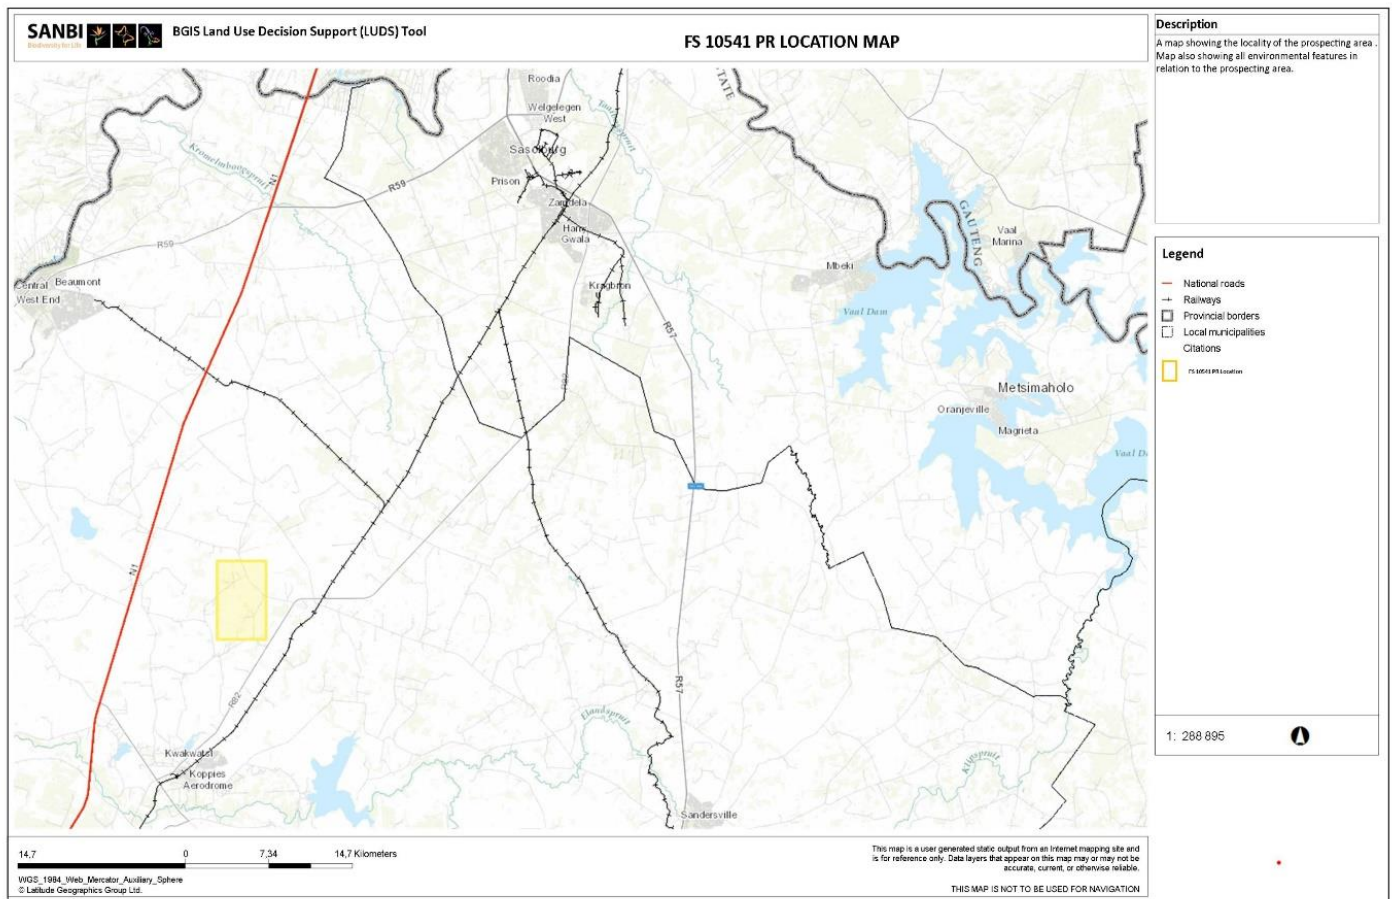 SANBI
Biodiversity for Life
BGIS Land Use Decision Support (LUDS) Tool
FS 10541 PR LOCATION MAP
Description
A map showing the locality of the prospecting area .
Map also showing all environmental features in
relation to the prospecting area.
Roodia
Welgelegen
West
Taaibosspruit
STATE
Kromelmboogspruit
N1
R59
Sasolburg
Prison
Zamdela
Harry
Gwala
R59
GAUTENG
Vaal
Marina
Mbeki
Central
Beaumont
West End
Kragbron
Vaal Dam
R57
R82
Metsimaholo
Oranjeville
Magrieta
Vaal D
N1
R57
R82
Elandspruit
Klipspruit
Kwakwatsi
Koppies
Aerodrome
Sandersville
Legend
National roads
Railways
Provincial borders
Local municipalities
Citations
FS 10541 PR Location
1: 288 895
14,7
0
7,34
14,7 Kilometers
WGS_1984_Web_Mercator_Auxiliary_Sphere
© Latitude Geographics Group Ltd.
This map is a user generated static output from an Internet mapping site and
is for reference only. Data layers that appear on this map may or may not be
accurate, current, or otherwise reliable.
THIS MAP IS NOT TO BE USED FOR NAVIGATION